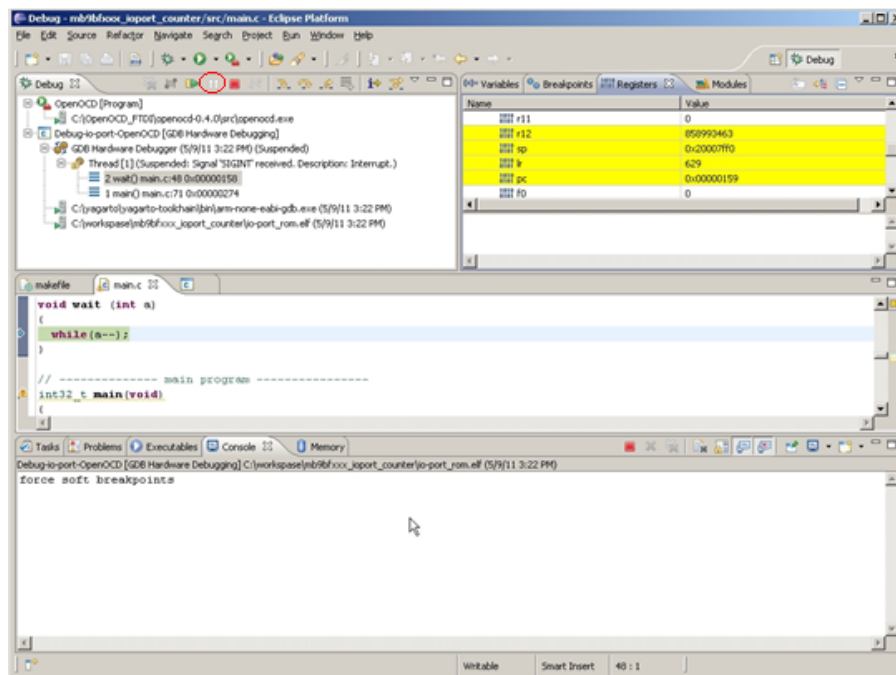 Debug - mb9bfxxx_ioport_counter/src/main.c - Eclipse Platform
File Edit Source Refactor Navigate Search Project Run Window Help
Debug
Debug
OpenOCD [Program]
C:\OpenOCD_FTDI\openocd-0.4.0\src\openocd.exe
Debug-io-port-OpenOCD [GDB Hardware Debugging]
GDB Hardware Debugger (5/9/11 3:22 PM) (Suspended)
Thread [1] (Suspended: Signal 'SIGINT' received. Description: Interrupt.)
2 wait() main.c:48 0x00000158
1 main() main.c:71 0x00000274
C:\yagarto\yagarto-toolchain\bin\arm-none-eabi-gdb.exe (5/9/11 3:22 PM)
C:\workspase\mb9bfxxx_ioport_counter\io-port_rom.elf (5/9/11 3:22 PM)
Variables Breakpoints Registers Modules
Name Value
r11 0
r12 858993463
sp 0x20007ff0
lr 629
pc 0x00000159
f0 0
makefile main.c
void wait (int a)
{
while(a--);
}
// -------------- main program ----------------
int32_t main(void)
{
Tasks Problems Executables Console Memory
Debug-io-port-OpenOCD [GDB Hardware Debugging] C:\workspase\mb9bfxxx_ioport_counter\io-port_rom.elf (5/9/11 3:22 PM)
force soft breakpoints
Writable Smart Insert 48 : 1